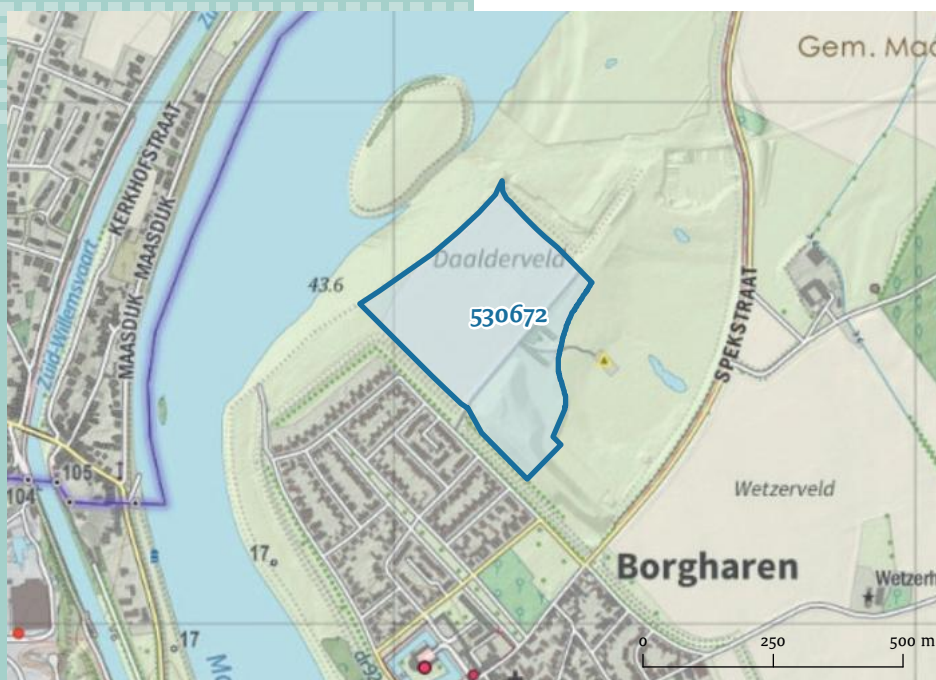 Gem. Maa
KERKHOFSTRAAT
MAASDIJK
MAASDIJK
Zuid-Willemsvaart
Daalderveld
43.6
530672
SPEKSTRAAT
105
104
Wetzerveld
17
Borgharen
Wetzerh
17
0 250 500 m